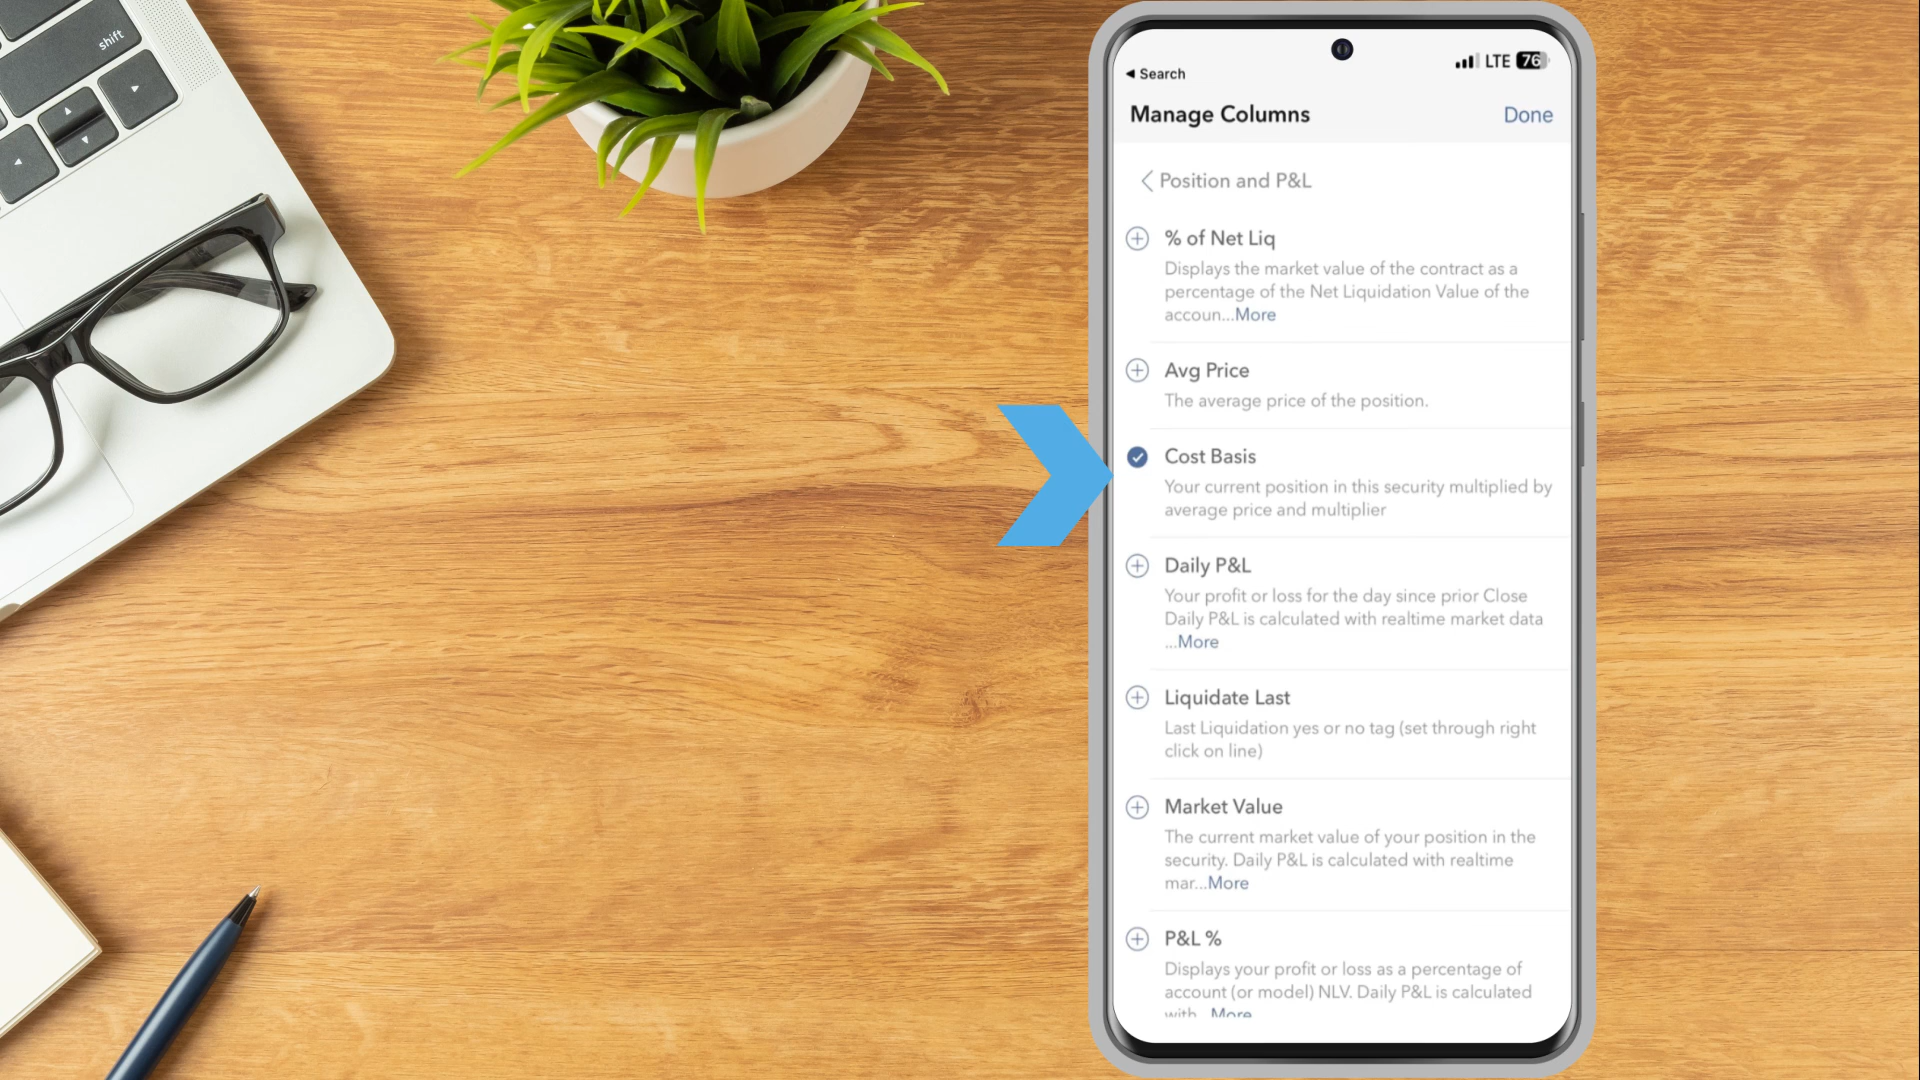 shift
◄ Search
LTE 76
Manage Columns
Done
Position and P&L
% of Net Liq
Displays the market value of the contract as a
percentage of the Net Liquidation Value of the
accoun...More
Avg Price
The average price of the position.
Cost Basis
Your current position in this security multiplied by
average price and multiplier
Daily P&L
Your profit or loss for the day since prior Close
Daily P&L is calculated with realtime market data
...More
Liquidate Last
Last Liquidation yes or no tag (set through right
click on line)
Market Value
The current market value of your position in the
security. Daily P&L is calculated with realtime
mar...More
P&L %
Displays your profit or loss as a percentage of
account (or model) NLV. Daily P&L is calculated
with...More